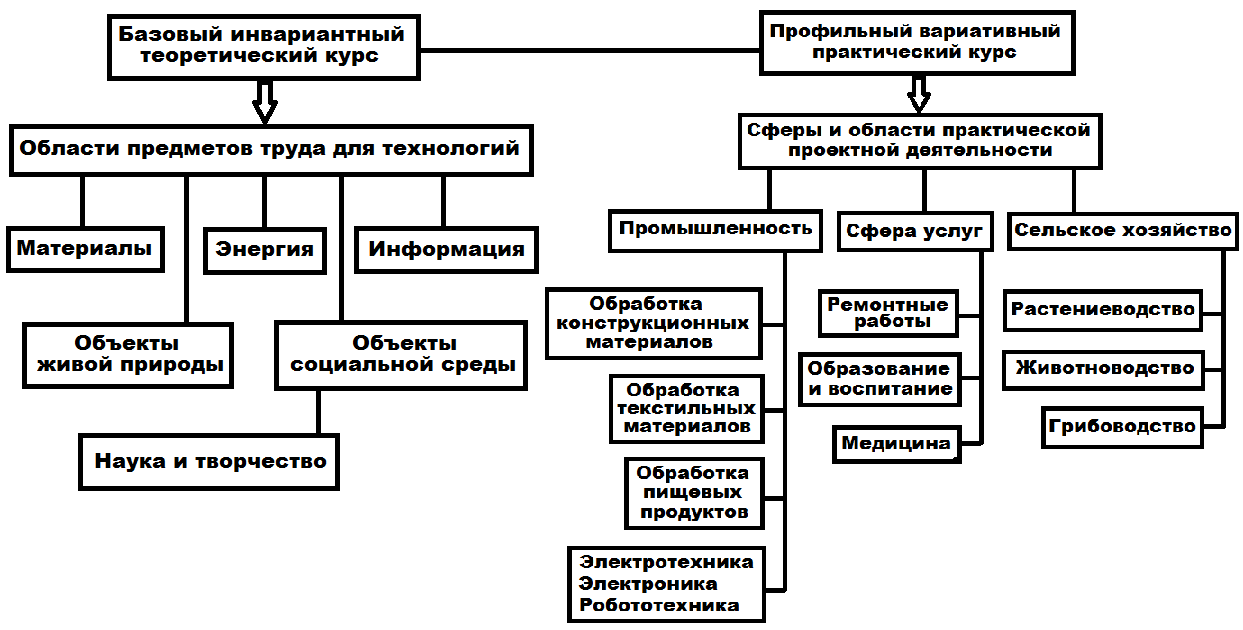 Базовый инвариантный
теоретический курс
Профильный вариативный
практический курс
Области предметов труда для технологий
Сферы и области практической
проектной деятельности
Материалы
Энергия
Информация
Объекты
живой природы
Объекты
социальной среды
Наука и творчество
Промышленность
Обработка
конструкционных
материалов
Обработка
текстильных
материалов
Обработка
пищевых
продуктов
Электротехника
Электроника
Робототехника
Сфера услуг
Ремонтные
работы
Образование
и воспитание
Медицина
Сельское хозяйство
Растениеводство
Животноводство
Грибоводство